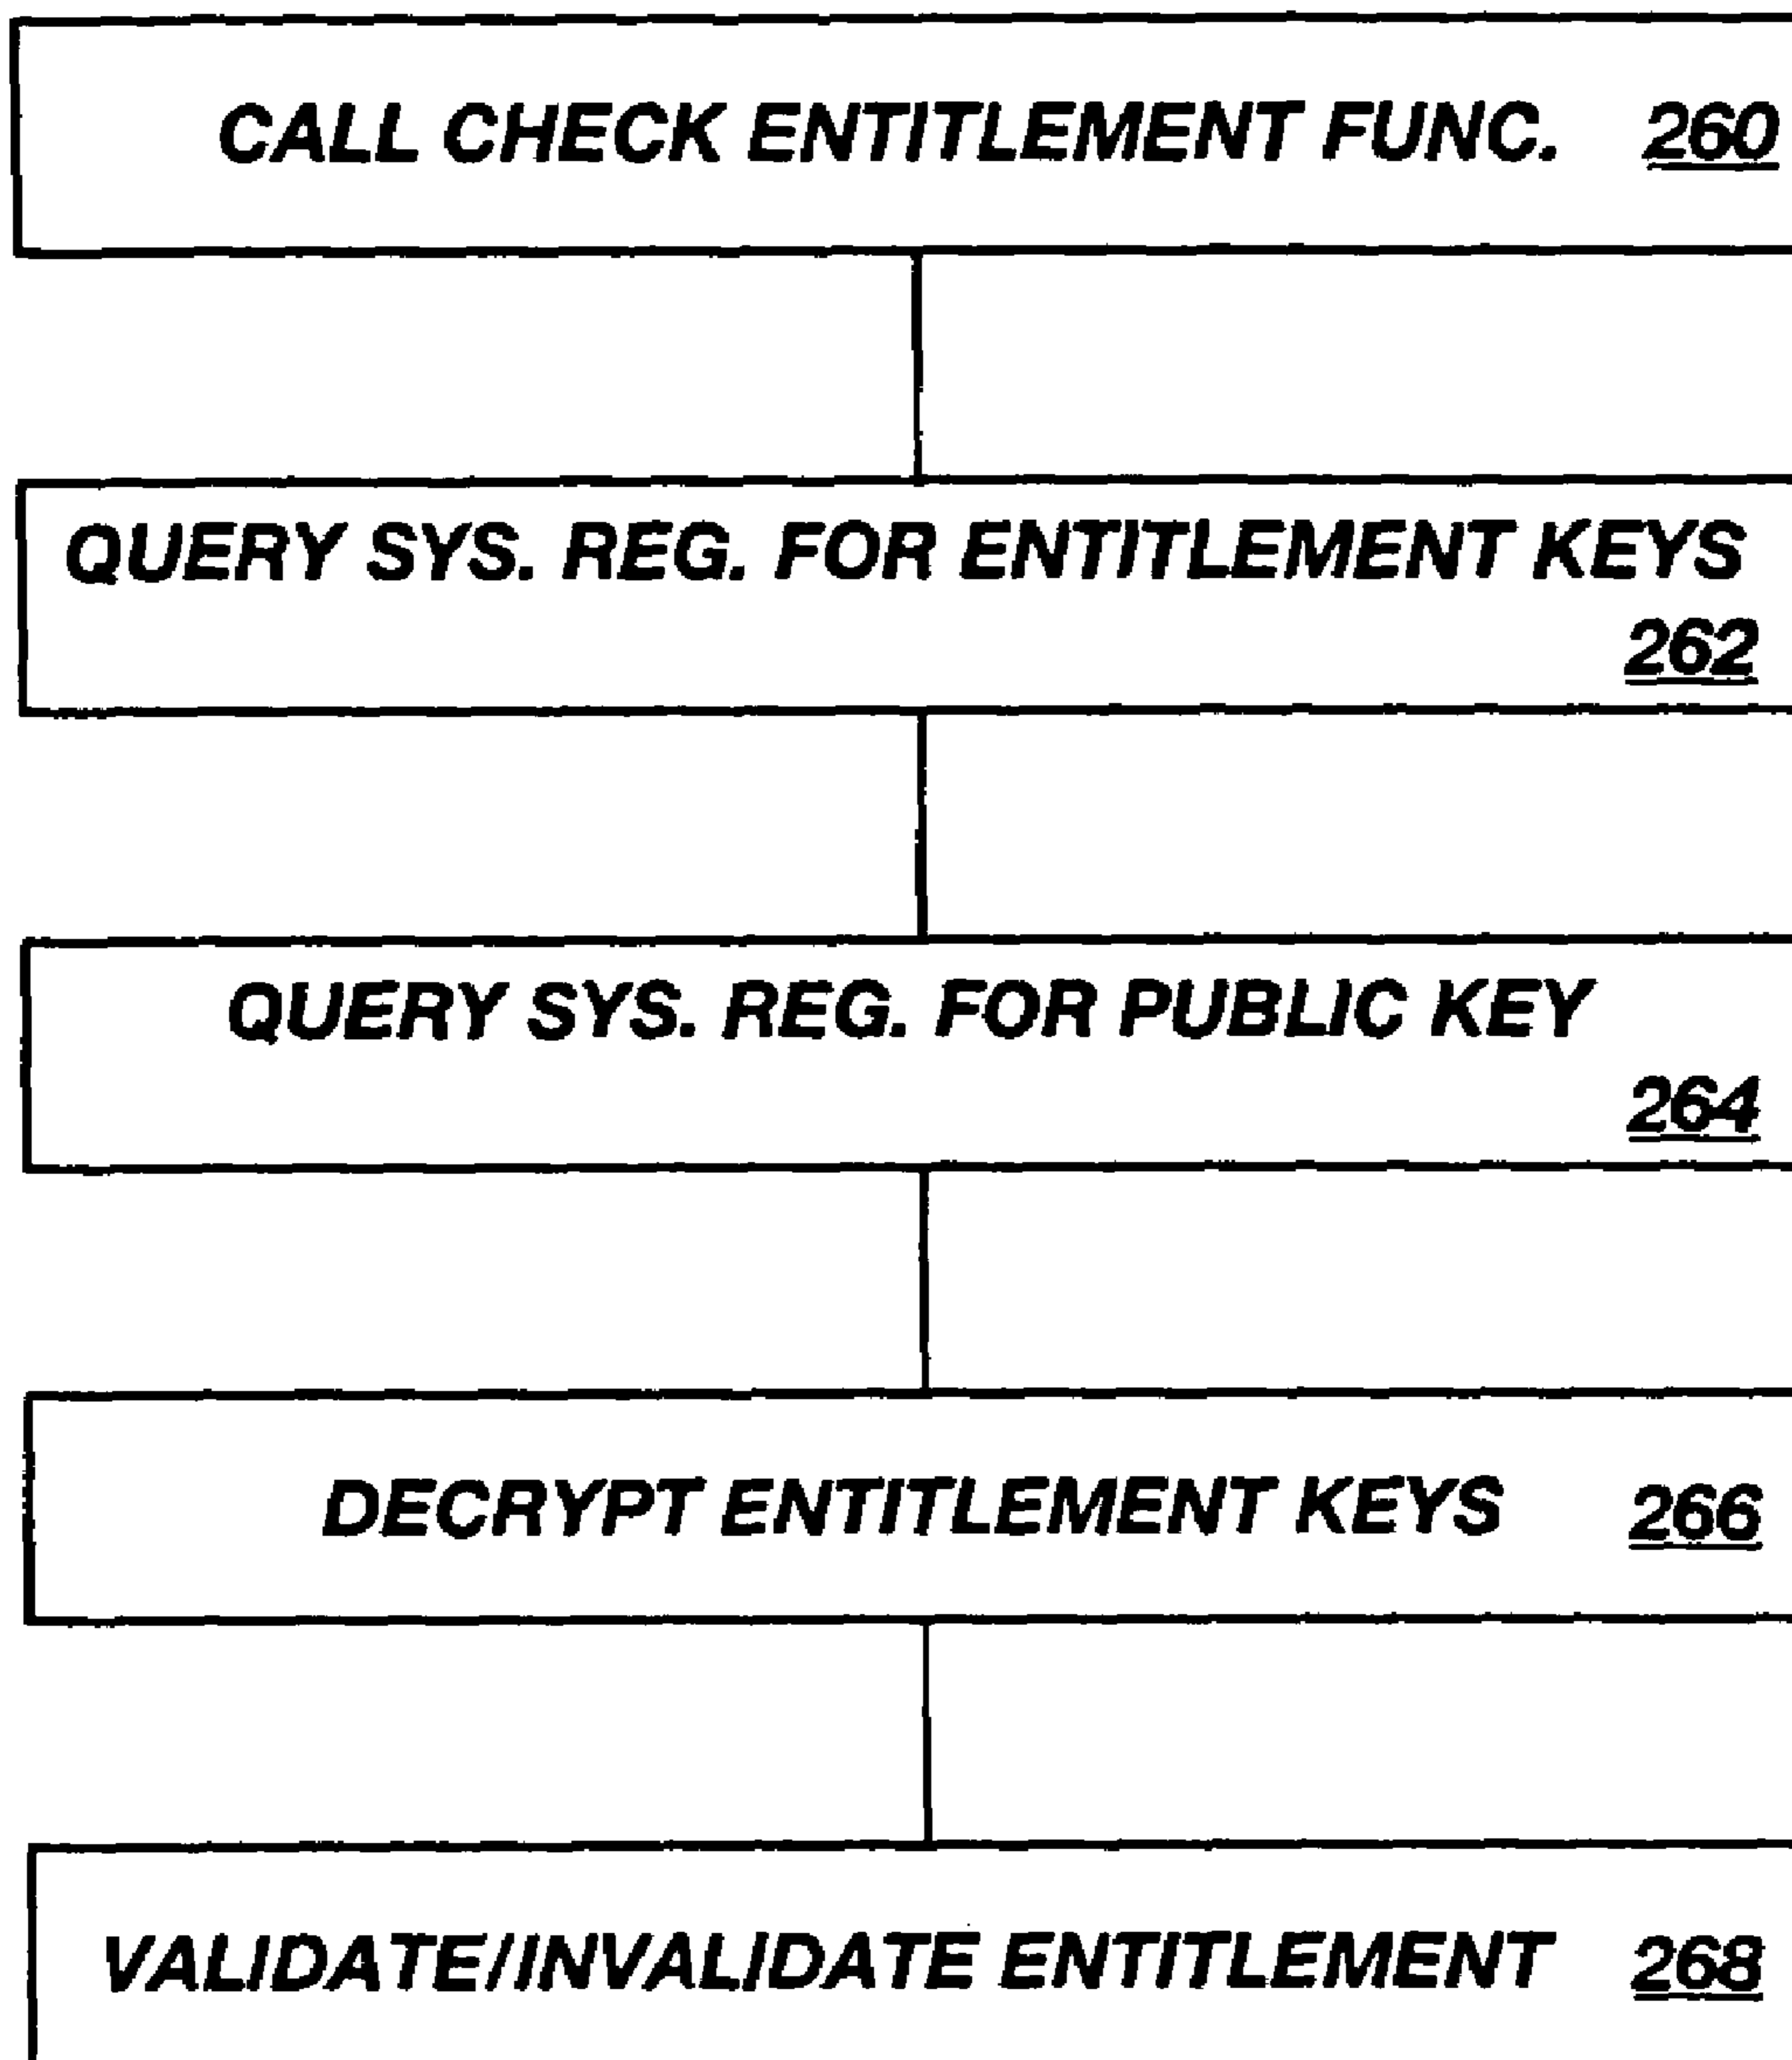 CALL CHECK ENTITLEMENT FUNC. 260
QUERY SYS. REG. FOR ENTITLEMENT KEYS
262
QUERY SYS. REG. FOR PUBLIC KEY
264
DECRYPT ENTITLEMENT KEYS 266
VALIDATE/INVALIDATE ENTITLEMENT 268